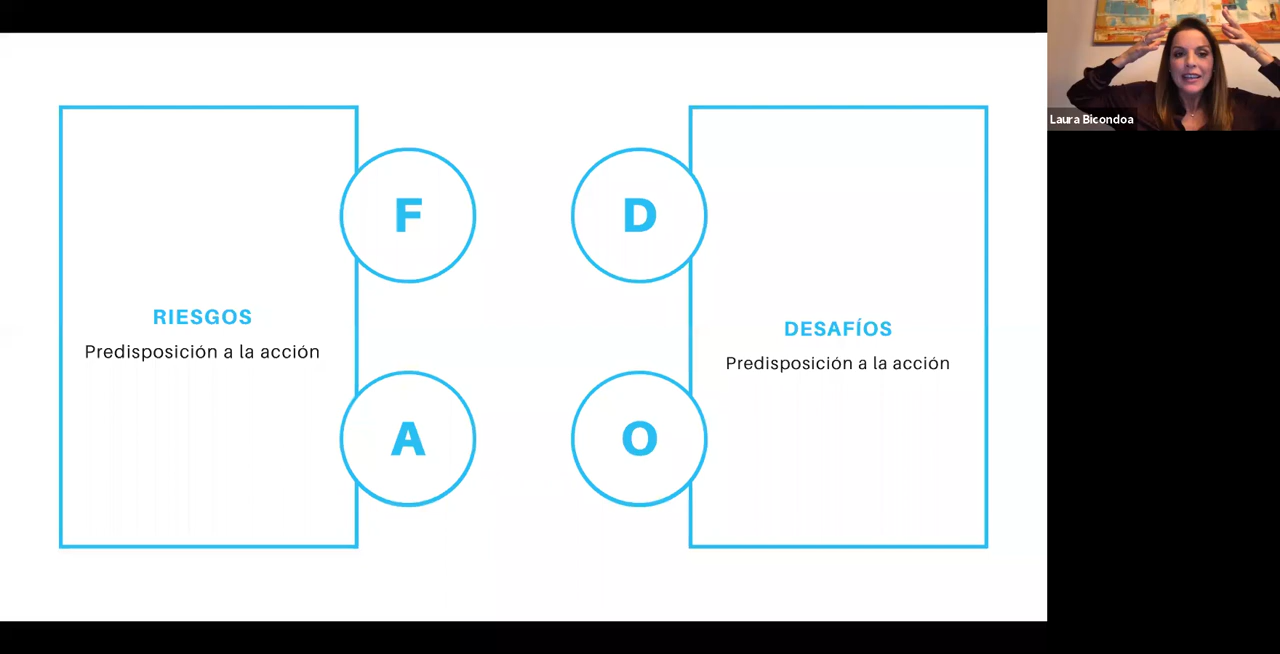 Laura Bicondoa
F
D
RIESGOS
Predisposición a la acción
DESAFÍOS
Predisposición a la acción
A
O